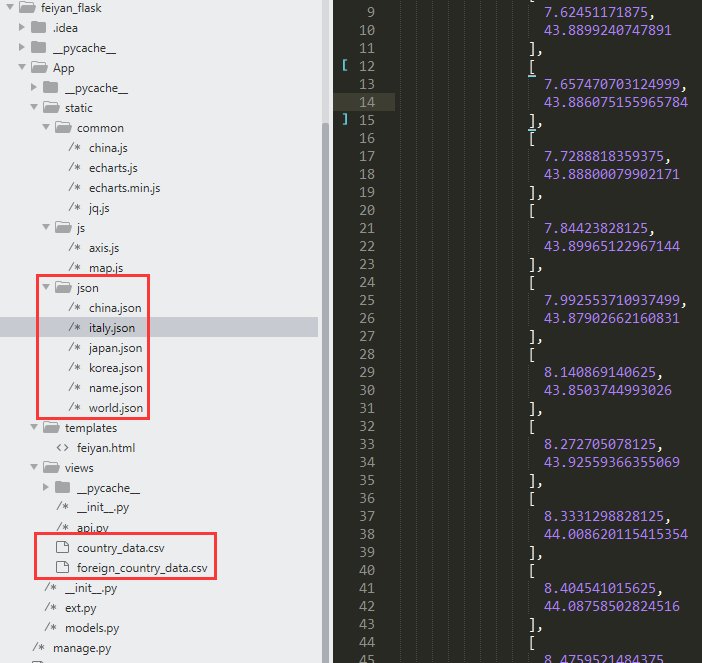 feiyan_flask
.idea
__pycache__
App
__pycache__
static
common
/* china.js
/* echarts.js
/* echarts.min.js
/* jq.js
js
/* axis.js
/* map.js
json
/* china.json
/* italy.json
/* japan.json
/* korea.json
/* name.json
/* world.json
templates
<> feiyan.html
views
__pycache__
/* __init__.py
/* api.py
country_data.csv
foreign_country_data.csv
/* __init__.py
/* ext.py
/* models.py
/* manage.py
9 7.62451171875,
10 43.8899240747891
11 ],
12 [
13 7.657470703124999,
14 43.886075155965784
15 ],
16 [
17 7.7288818359375,
18 43.88800079902171
19 ],
20 [
21 7.84423828125,
22 43.89965122967144
23 ],
24 [
25 7.992553710937499,
26 43.87902662160831
27 ],
28 [
29 8.140869140625,
30 43.8503744993026
31 ],
32 [
33 8.272705078125,
34 43.92559366355069
35 ],
36 [
37 8.3331298828125,
38 44.008620115415354
39 ],
40 [
41 8.404541015625,
42 44.08758502824516
43 ],
44 [
45 8.4759521484375,